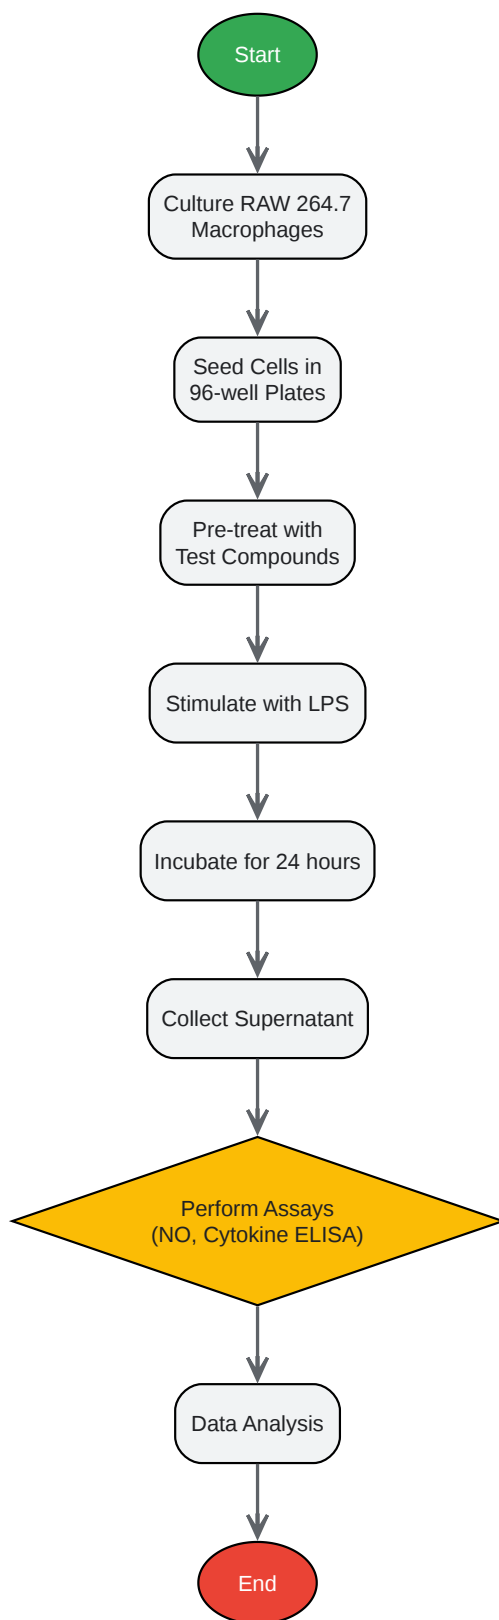 Start
Culture RAW 264.7
Macrophages
Seed Cells in
96-well Plates
Pre-treat with
Test Compounds
Stimulate with LPS
Incubate for 24 hours
Collect Supernatant
Perform Assays
(NO, Cytokine ELISA)
Data Analysis
End